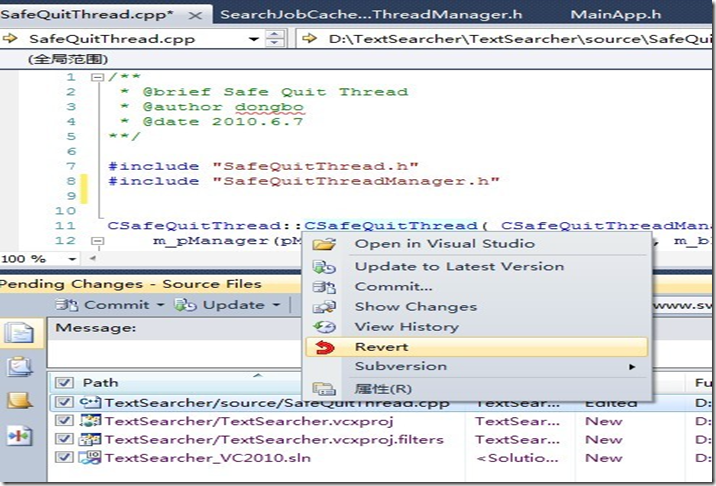 SafeQuitThread.cpp* SearchJobCache...ThreadManager.h MainApp.h
SafeQuitThread.cpp D:\TextSearcher\TextSearcher\source\SafeQui
(全局范围)
1 /**
2 * @brief Safe Quit Thread
3 * @author dongbo
4 * @date 2010.6.7
5 **/
6
7 #include "SafeQuitThread.h"
8 #include "SafeQuitThreadManager.h"
9
10
11 CSafeQuitThread::CSafeQuitThread( CSafeQuitThreadMana
12 m_pManager(pM , m_b
100 %
Pending Changes - Source Files
Commit Update www.sv
Message:
Open in Visual Studio
Update to Latest Version
Commit...
Show Changes
View History
Revert
Subversion
属性(R)
Path Fu
TextSearcher/source/SafeQuitThread.cpp TextSear... Edited D:
TextSearcher/TextSearcher.vcxproj TextSear... New D:
TextSearcher/TextSearcher.vcxproj.filters TextSear... New D:
TextSearcher_VC2010.sln <Solutio... New D: